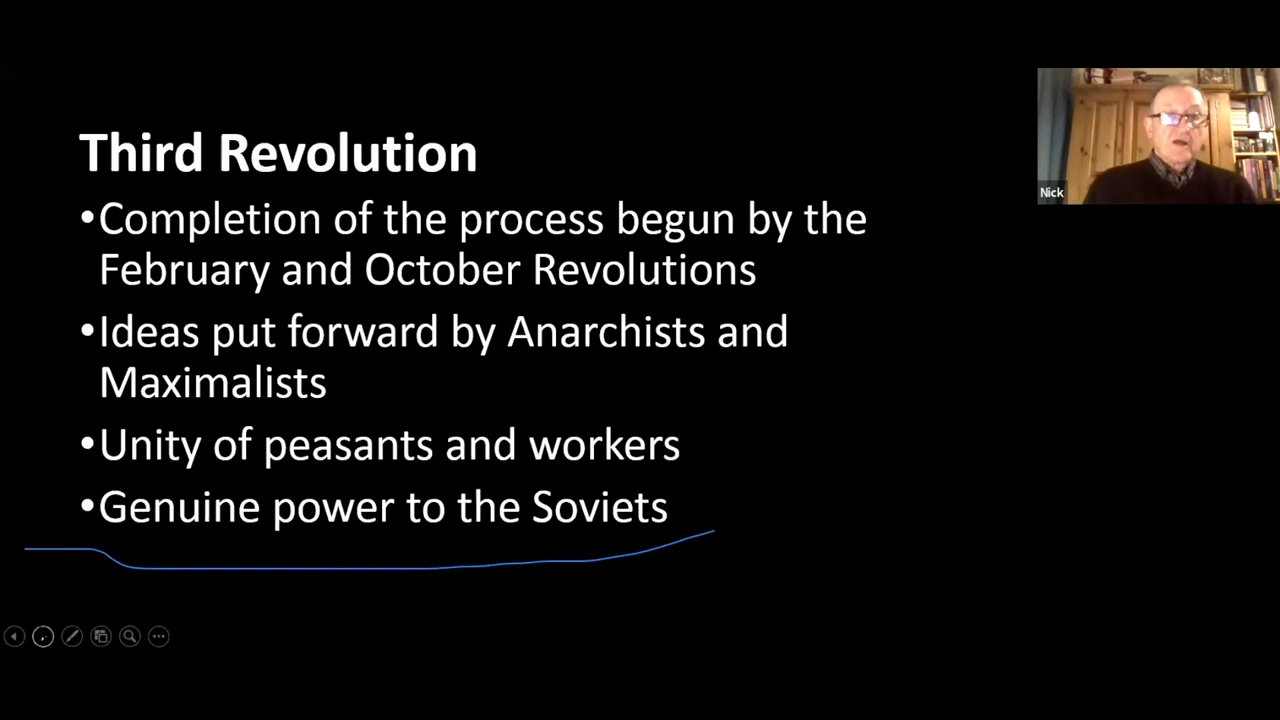 Third Revolution
•Completion of the process begun by the
February and October Revolutions
•Ideas put forward by Anarchists and
Maximalists
•Unity of peasants and workers
•Genuine power to the Soviets
Nick